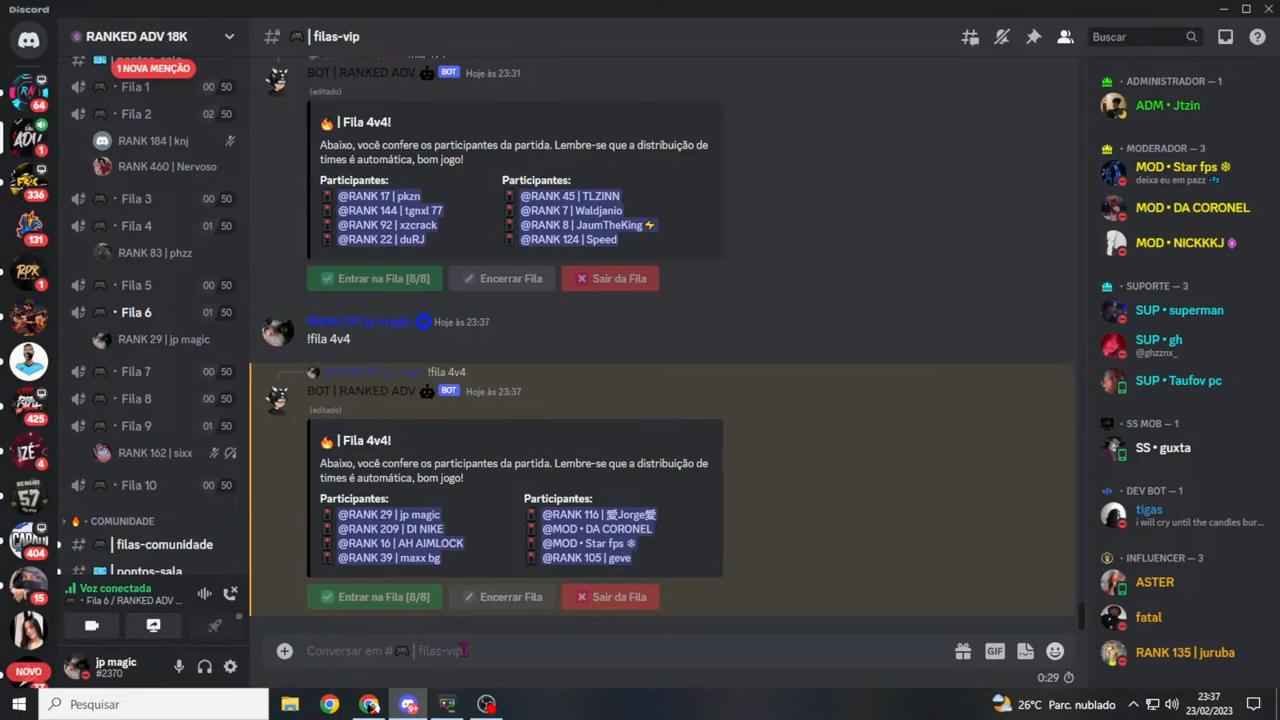 Discord
RANKED ADV 18K
| filas-vip
Buscar
1 NOVA MENÇÃO
Fila 1 00 50
Fila 2 02 50
RANK 184 | knj
RANK 460 | Nervoso
Fila 3 00 50
Fila 4 01 50
RANK 83 | phzz
Fila 5 00 50
Fila 6 01 50
RANK 29 | jp magic
Fila 7 00 50
Fila 8 00 50
Fila 9 01 50
RANK 162 | sixx
Fila 10 00 50
COMUNIDADE
filas-comunidade
pontos-sala
Voz conectada
Fila 6 / RANKED ADV ...
jp magic
#2370
64
1
336
131
1
425
4
404
15
NOVO
BOT | RANKED ADV BOT Hoje às 23:31
(editado)
🔥 | Fila 4v4!
Abaixo, você confere os participantes da partida. Lembre-se que a distribuição de
times é automática, bom jogo!
Participantes: Participantes:
@RANK 17 | pkzn @RANK 45 | TLZINN
@RANK 144 | tgnxl 77 @RANK 7 | Waldjanio
@RANK 92 | xzcrack @RANK 8 | JaumTheKing⚡
@RANK 22 | duRJ @RANK 124 | Speed
Entrar na Fila [8/8] Encerrar Fila Sair da Fila
RANK 29 | jp magic Hoje às 23:37
!fila 4v4
!fila 4v4
BOT | RANKED ADV BOT Hoje às 23:37
(editado)
🔥 | Fila 4v4!
Abaixo, você confere os participantes da partida. Lembre-se que a distribuição de
times é automática, bom jogo!
Participantes: Participantes:
@RANK 29 | jp magic @RANK 116 | 愛Jorge愛
@RANK 209 | DI NIKE @MOD • DA CORONEL
@RANK 16 | AH AIMLOCK @MOD • Star fps ❄
@RANK 39 | maxx bg @RANK 105 | geve
Entrar na Fila [8/8] Encerrar Fila Sair da Fila
Conversar em #🎮 | filas-vip
GIF
0:29
ADMINISTRADOR — 1
ADM • Jtzin
MODERADOR — 3
MOD • Star fps ❄
deixa eu em pazz 💤
MOD • DA CORONEL
MOD • NICKKKJ
SUPORTE — 3
SUP • superman
SUP • gh
@ghzznx_
SUP • Taufov pc
SS MOB — 1
SS • guxta
DEV BOT — 1
tigas
i will cry until the candles bur...
INFLUENCER — 3
ASTER
fatal
RANK 135 | juruba
Pesquisar
26°C Parc. nublado
23:37
23/02/2023